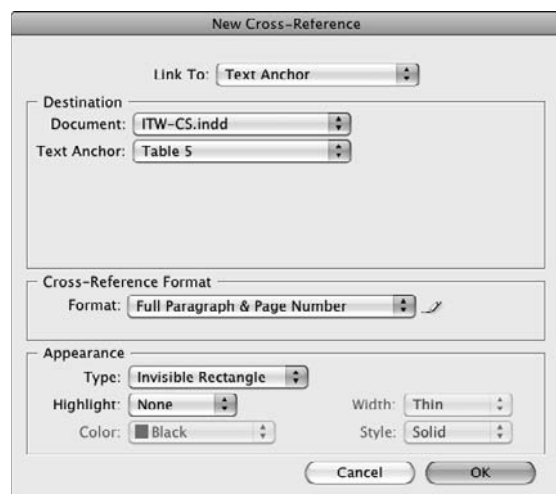 New Cross-Reference
Link To: Text Anchor
Destination
Document: ITW-CS.indd
Text Anchor: Table 5
Cross-Reference Format
Format: Full Paragraph & Page Number
Appearance
Type: Invisible Rectangle
Highlight: None Width: Thin
Color: Black Style: Solid
Cancel OK